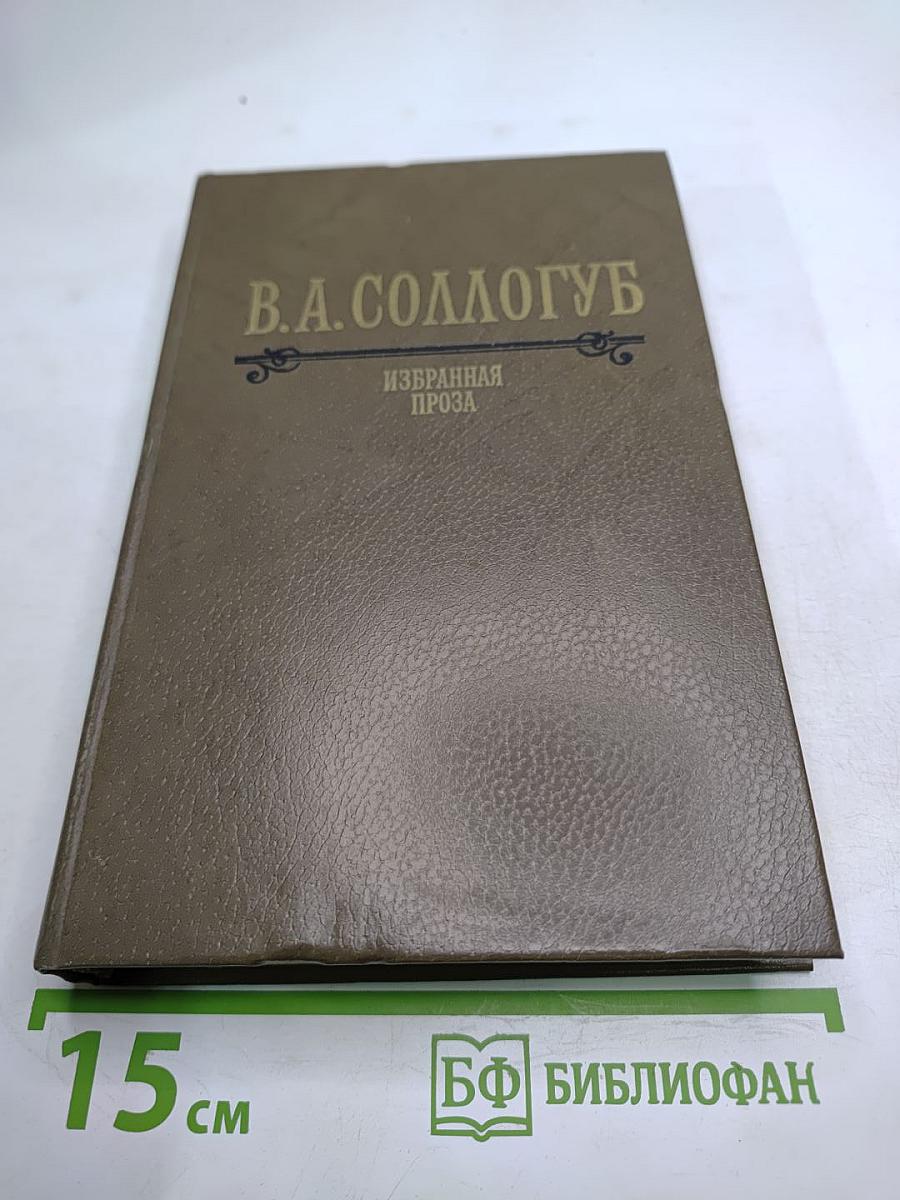 В. А. СОЛЛОГУБ
ИЗБРАННАЯ
ПРОЗА
15 см
БФ БИБЛИОФАН